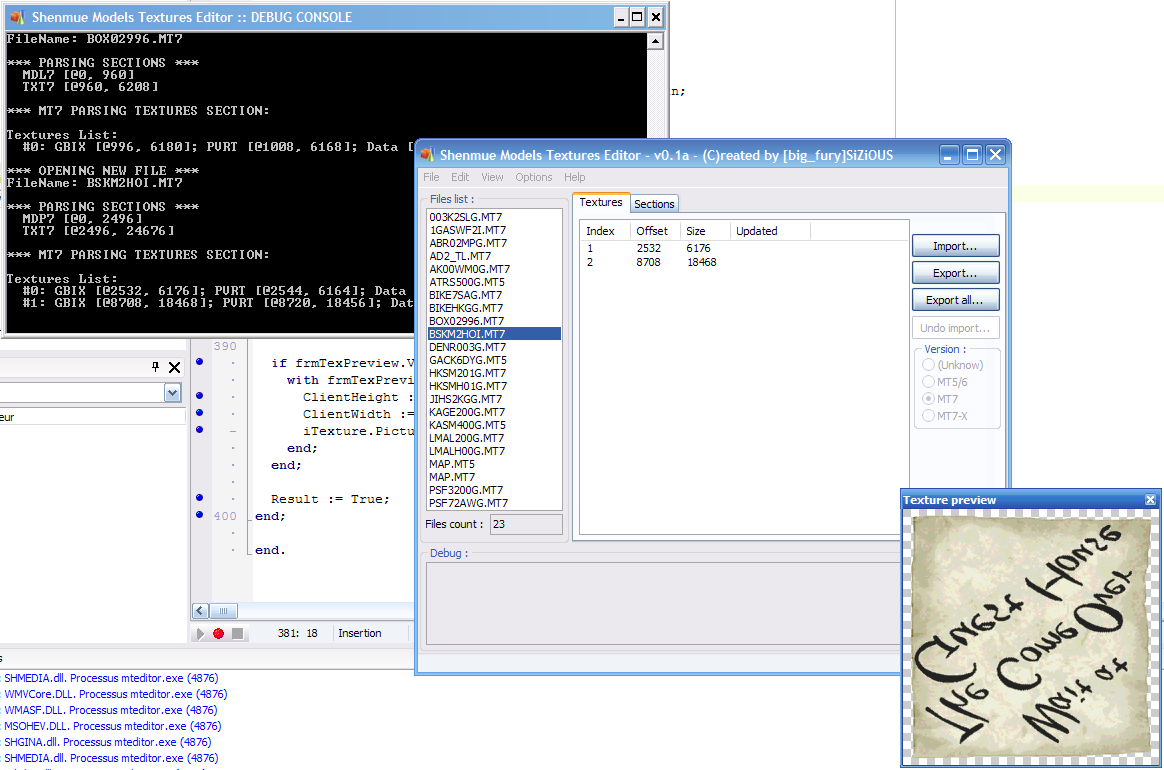 Shenmue Models Textures Editor :: DEBUG CONSOLE
FileName: BOX02996.MT7
*** PARSING SECTIONS ***
MDL7 [@0, 960]
TXT7 [@960, 6208]
*** MT7 PARSING TEXTURES SECTION:
Textures List:
#0: GBIX [@996, 6180]; PVRT [@1008, 6168]; Data [
*** OPENING NEW FILE ***
FileName: BSKM2HOI.MT7
*** PARSING SECTIONS ***
MDP7 [@0, 2496]
TXT7 [@2496, 24676]
*** MT7 PARSING TEXTURES SECTION:
Textures List:
#0: GBIX [@2532, 6176]; PVRT [@2544, 6164]; Data
#1: GBIX [@8708, 18468]; PVRT [@8720, 18456]; Dat
n;
390
if frmTexPreview.V
with frmTexPrevi
ClientHeight :
ClientWidth :=
iTexture.Pictu
end;
end;
Result := True;
400 end;
end.
381: 18 Insertion
eur
s
: SHMEDIA.dll. Processus mteditor.exe (4876)
: WMVCore.DLL. Processus mteditor.exe (4876)
: WMASF.DLL. Processus mteditor.exe (4876)
: MSOHEV.DLL. Processus mteditor.exe (4876)
: SHGINA.dll. Processus mteditor.exe (4876)
: SHMEDIA.dll. Processus mteditor.exe (4876)
Shenmue Models Textures Editor - v0.1a - (C)reated by [big_fury]SiZiOUS
File Edit View Options Help
Files list :
003K2SLG.MT7
1GASWF2I.MT7
ABR02MPG.MT7
AD2_TL.MT7
AK00WM0G.MT7
ATRS500G.MT5
BIKE7SAG.MT7
BIKEHKGG.MT7
BOX02996.MT7
BSKM2HOI.MT7
DENR003G.MT7
GACK6DYG.MT5
HKSM201G.MT7
HKSMH01G.MT7
JIHS2KGG.MT7
KAGE200G.MT7
KASM400G.MT5
LMAL200G.MT7
LMALH00G.MT7
MAP.MT5
MAP.MT7
PSF3200G.MT7
PSF72AWG.MT7
Files count : 23
Textures Sections
Index Offset Size Updated
1 2532 6176
2 8708 18468
Import...
Export...
Export all...
Undo import...
Version :
(Unknow)
MT5/6
MT7
MT7-X
Debug :
Texture preview
Come Over
to